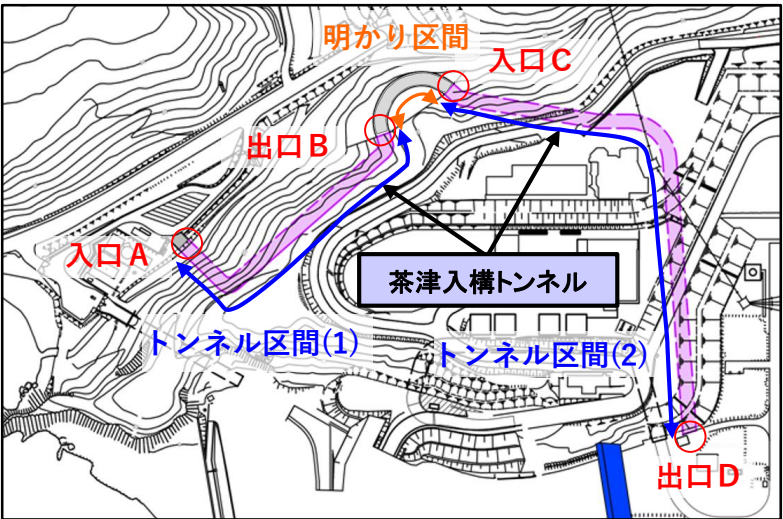 明かり区間
入口C
出口B
入口A
茶津入構トンネル
トンネル区間(1)
トンネル区間(2)
出口D